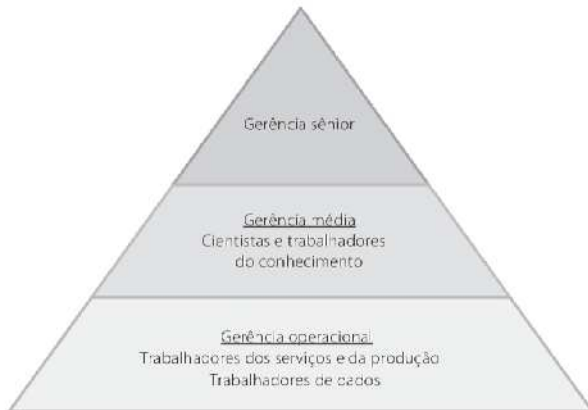 Gerência sênior
Gerência média
Cientistas e trabalhadores
do conhecimento
Gerência operacional
Trabalhadores dos serviços e da produção
Trabalhadores de dados